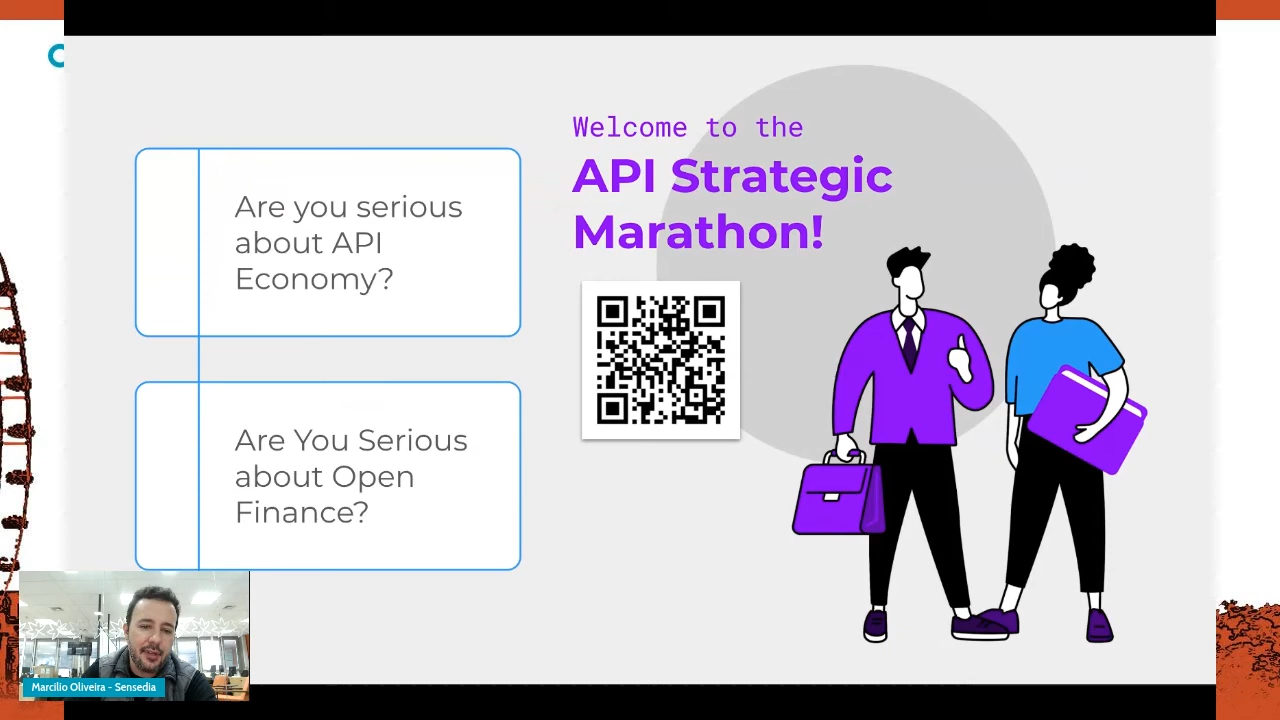 Are you serious
about API
Economy?
Are You Serious
about Open
Finance?
Welcome to the
API Strategic
Marathon!
Marcílio Oliveira - Sensedia